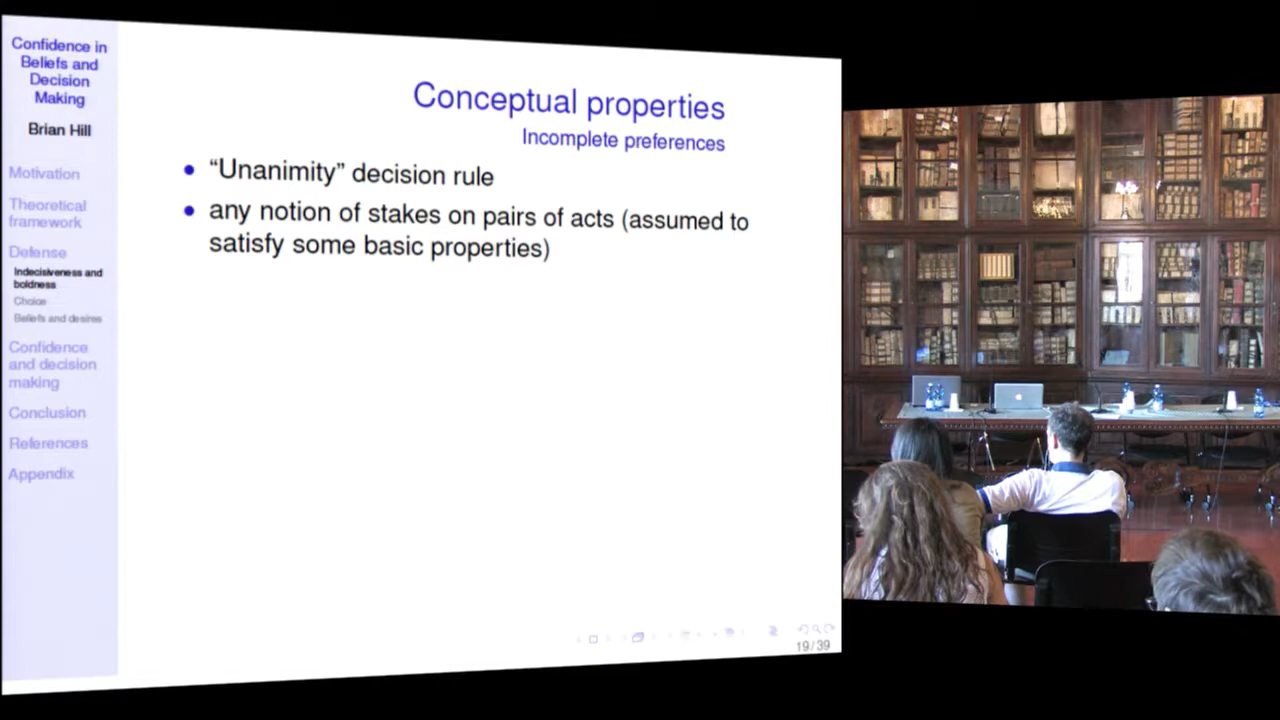 Confidence in
Beliefs and
Decision
Making
Brian Hill
Motivation
Theoretical
framework
Defense
Indecisiveness and
boldness
Choice
Beliefs and desires
Confidence
and decision
making
Conclusion
References
Appendix
Conceptual properties
Incomplete preferences
• “Unanimity” decision rule
• any notion of stakes on pairs of acts (assumed to
satisfy some basic properties)
19/39